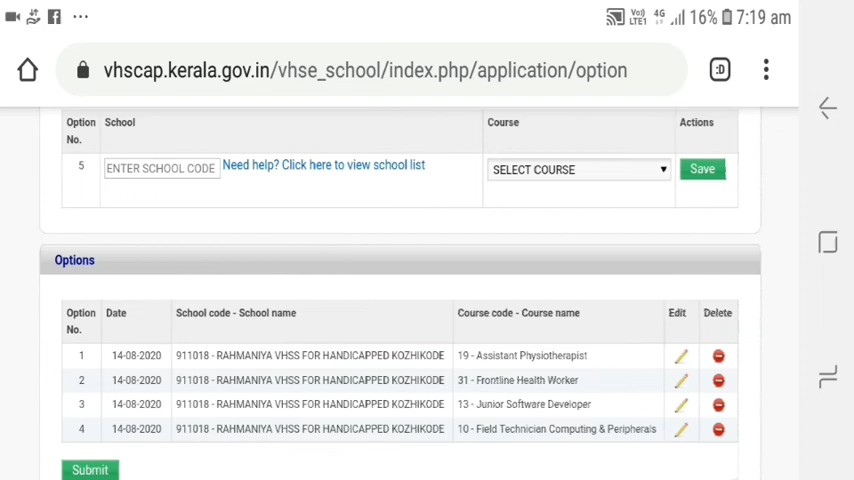 Vo) 4G 16% 7:19 am
LTE1
vhscap.kerala.gov.in/vhse_school/index.php/application/option :D
Option School Course Actions
No.
5 ENTER SCHOOL CODE Need help? Click here to view school list SELECT COURSE Save
Options
Option Date School code - School name Course code - Course name Edit Delete
No.
1 14-08-2020 911018 - RAHMANIYA VHSS FOR HANDICAPPED KOZHIKODE 19 - Assistant Physiotherapist
2 14-08-2020 911018 - RAHMANIYA VHSS FOR HANDICAPPED KOZHIKODE 31 - Frontline Health Worker
3 14-08-2020 911018 - RAHMANIYA VHSS FOR HANDICAPPED KOZHIKODE 13 - Junior Software Developer
4 14-08-2020 911018 - RAHMANIYA VHSS FOR HANDICAPPED KOZHIKODE 10 - Field Technician Computing & Peripherals
Submit